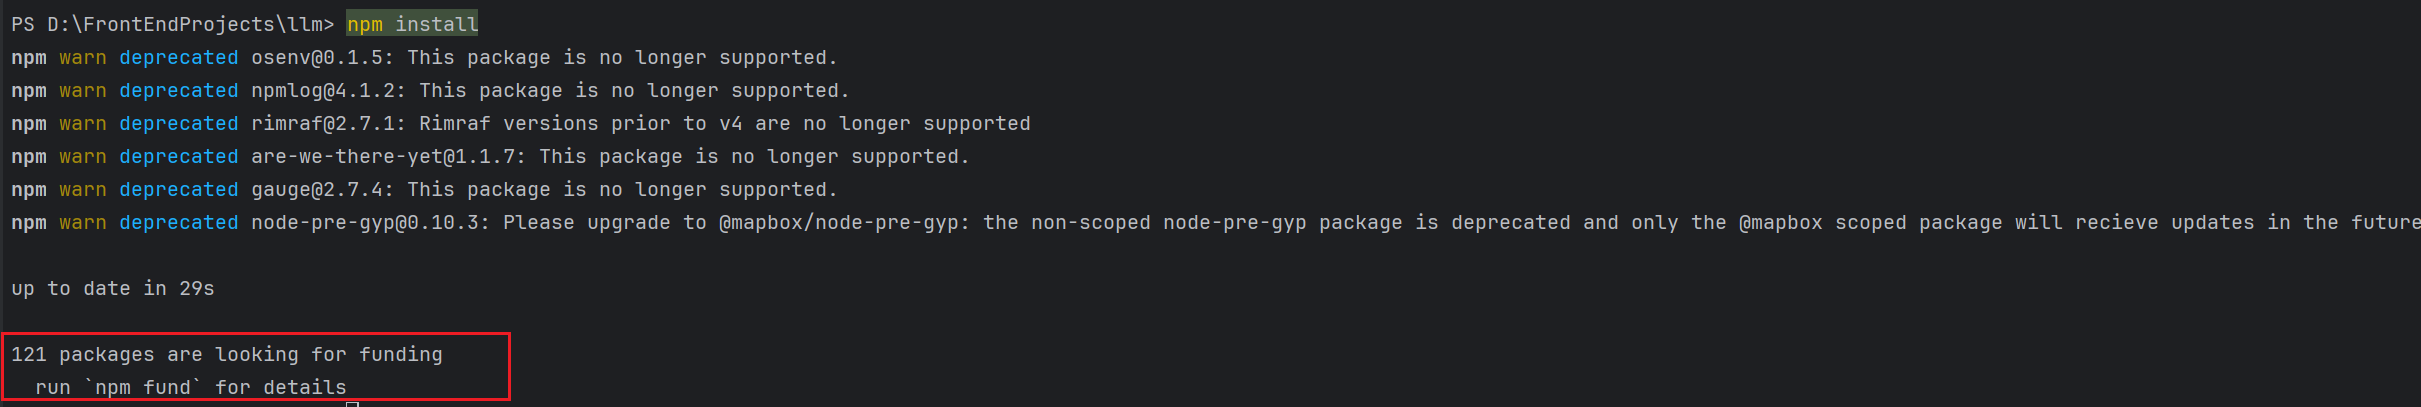 PS D:\FrontEndProjects\llm> npm install
npm warn deprecated osenv@0.1.5: This package is no longer supported.
npm warn deprecated npmlog@4.1.2: This package is no longer supported.
npm warn deprecated rimraf@2.7.1: Rimraf versions prior to v4 are no longer supported
npm warn deprecated are-we-there-yet@1.1.7: This package is no longer supported.
npm warn deprecated gauge@2.7.4: This package is no longer supported.
npm warn deprecated node-pre-gyp@0.10.3: Please upgrade to @mapbox/node-pre-gyp: the non-scoped node-pre-gyp package is deprecated and only the @mapbox scoped package will recieve updates in the future
up to date in 29s
121 packages are looking for funding
  run `npm fund` for details